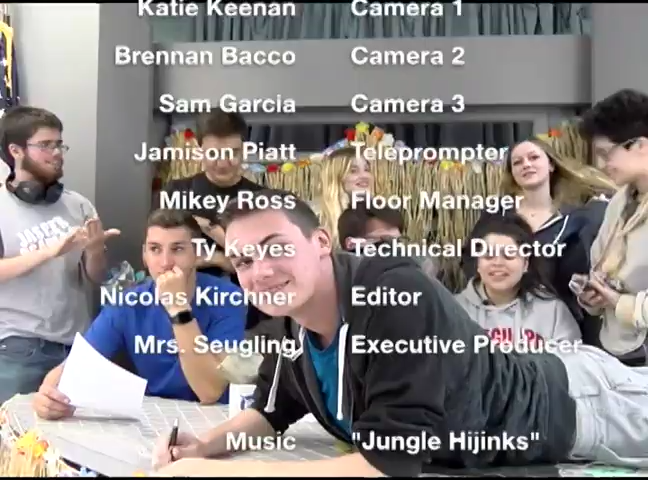 Katie Keenan Camera 1
Brennan Bacco Camera 2
Sam Garcia Camera 3
Jamison Piatt Teleprompter
Mikey Ross Floor Manager
Ty Keyes Technical Director
Nicolas Kirchner Editor
Mrs. Seugling Executive Producer
Music "Jungle Hijinks"